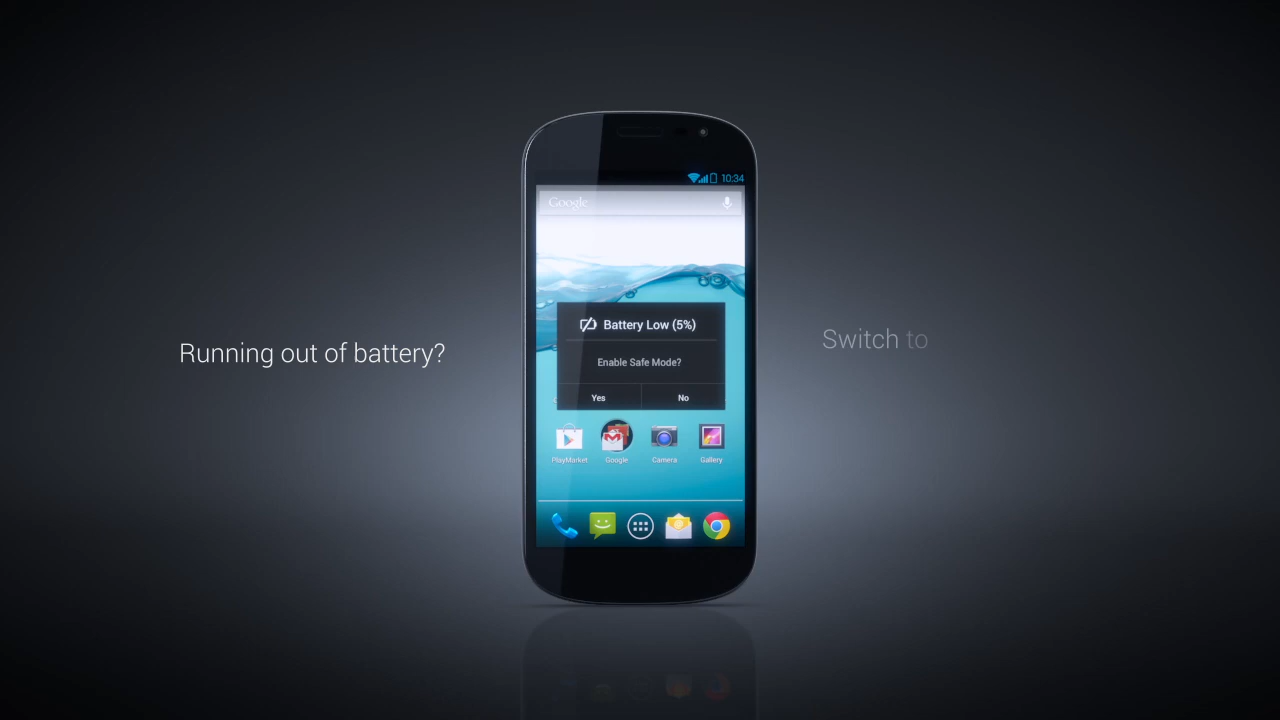 10:34
Google
Running out of battery?
Battery Low (5%)
Enable Safe Mode?
Yes No
Switch to
PlayMarket Google Camera Gallery